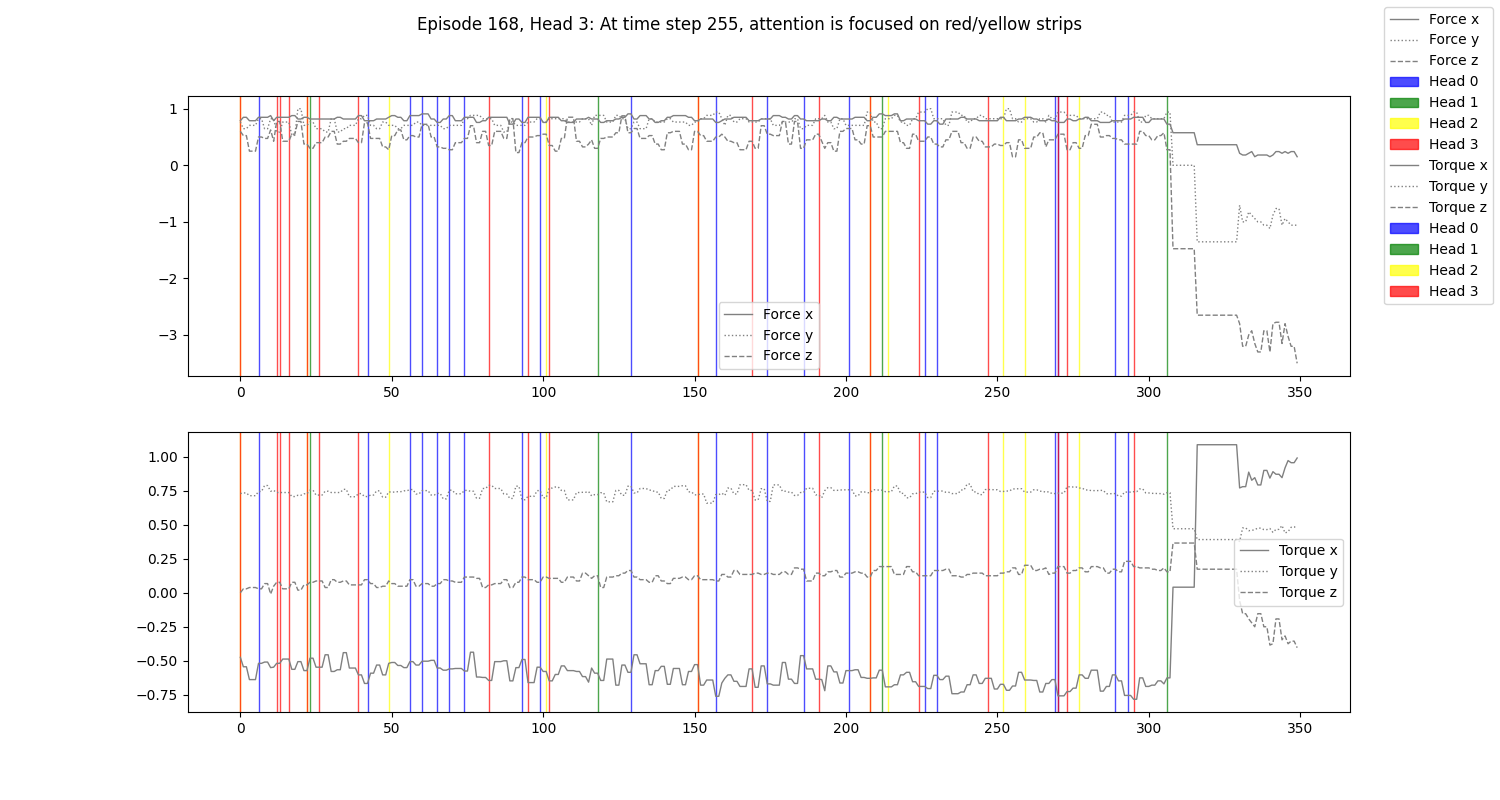 Episode 168, Head 3: At time step 255, attention is focused on red/yellow strips
Force x
Force y
Force z
Head 0
Head 1
Head 2
Head 3
Torque x
Torque y
Torque z
Head 0
Head 1
Head 2
Head 3
1
0
−1
−2
−3
Force x
Force y
Force z
0 50 100 150 200 250 300 350
1.00
0.75
0.50
0.25
0.00
−0.25
−0.50
−0.75
Torque x
Torque y
Torque z
0 50 100 150 200 250 300 350